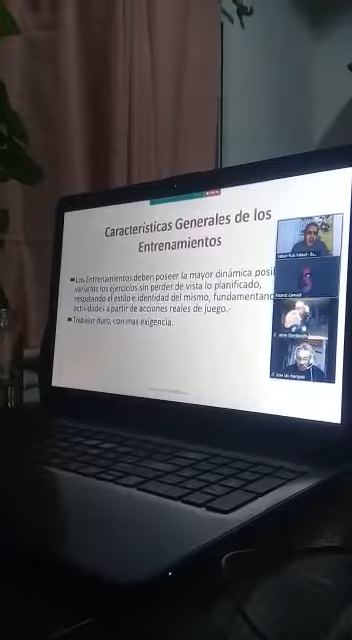 Características Generales de los
Entrenamientos
Los Entrenamientos deben poseer la mayor dinámica posi
variarlos los ejercicios sin perder de vista lo planificado,
respetando el estilo e identidad del mismo, fundamentand
actividades a partir de acciones reales de juego.-
Trabajar duro, con mas exigencia.